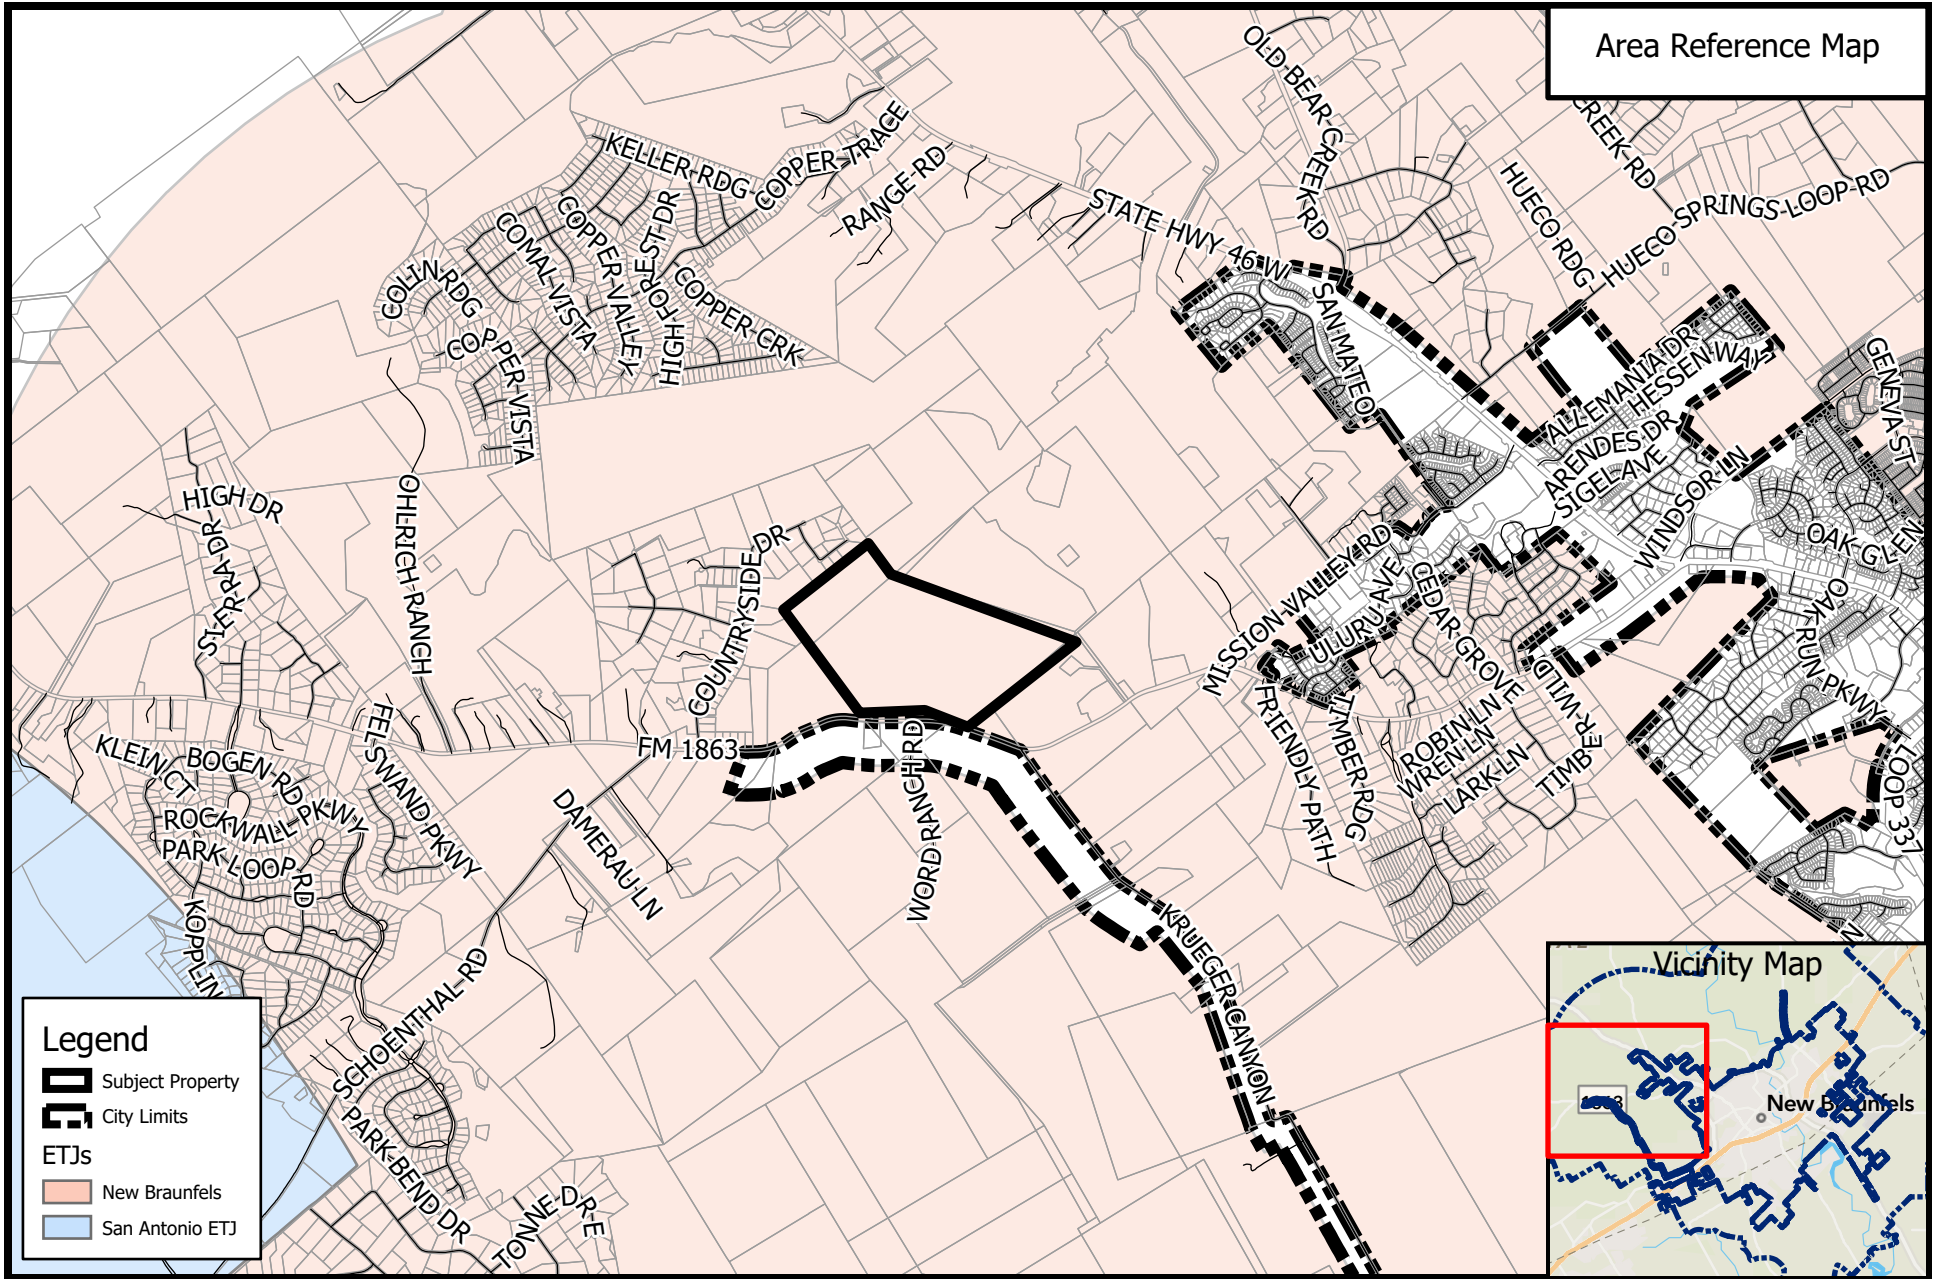 Area Reference Map
OLD BEAR CREEK RD
CREEK RD
KELLER RDG
COPPER TRACE
RANGE RD
STATE HWY 46 W
HUECO RDG
HUECO SPRINGS LOOP RD
COLIN RDG
COMAL VISTA
COPPER VALLEY
HIGH FOREST DR
COPPER CRK
COPPER VISTA
SAN MATEO
ALLEMANIA DR
HESSEN WAY
ARENDES DR
SIGEL AVE
WINDSOR LN
GENEVA ST
HIGH DR
SIERRA DR
OHLRICH RANCH
COUNTRYSIDE DR
MISSION VALLEY RD
ULURU AVE
CEDAR GROVE
OAK GLEN
OAK RUN PKWY
LOOP 337
WILD
TIMBER
FRIENDLY PATH
TIMBER RDG
ROBIN LN
WREN LN
LARK LN
FM 1863
WORD RANCH RD
KLEIN CT
BOGEN RD
ROCKWALL PKWY
PARK LOOP RD
FELSWAND PKWY
DAMERAU LN
KOPPLIN
SCHOENTHAL RD
KRUEGER CANYON
PARK BEND DR
TONNE DR E
Legend
Subject Property
City Limits
ETJs
New Braunfels
San Antonio ETJ
Vicinity Map
1863
New Braunfels